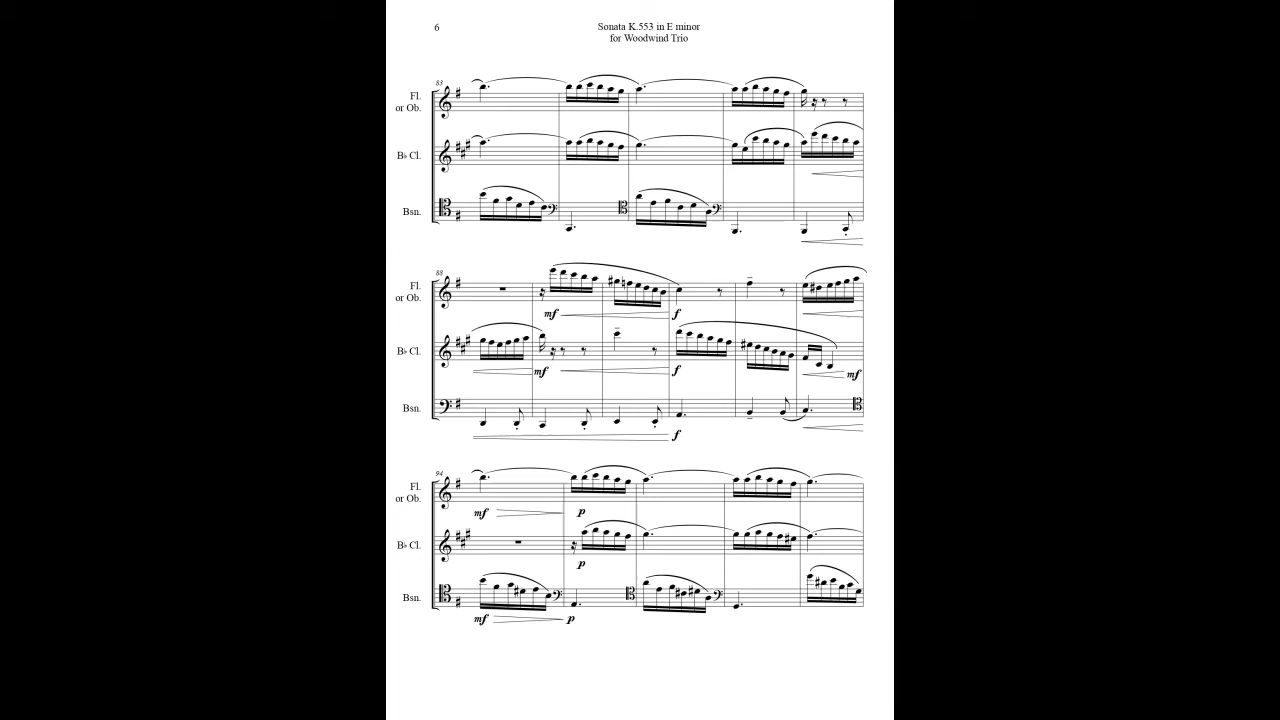 6
Sonata K.553 in E minor
for Woodwind Trio
83
Fl.
or Ob.
B♭ Cl.
Bsn.
88
Fl.
or Ob.
mf
f
B♭ Cl.
mf
f
mf
Bsn.
f
94
Fl.
or Ob.
mf
p
B♭ Cl.
p
Bsn.
mf
p